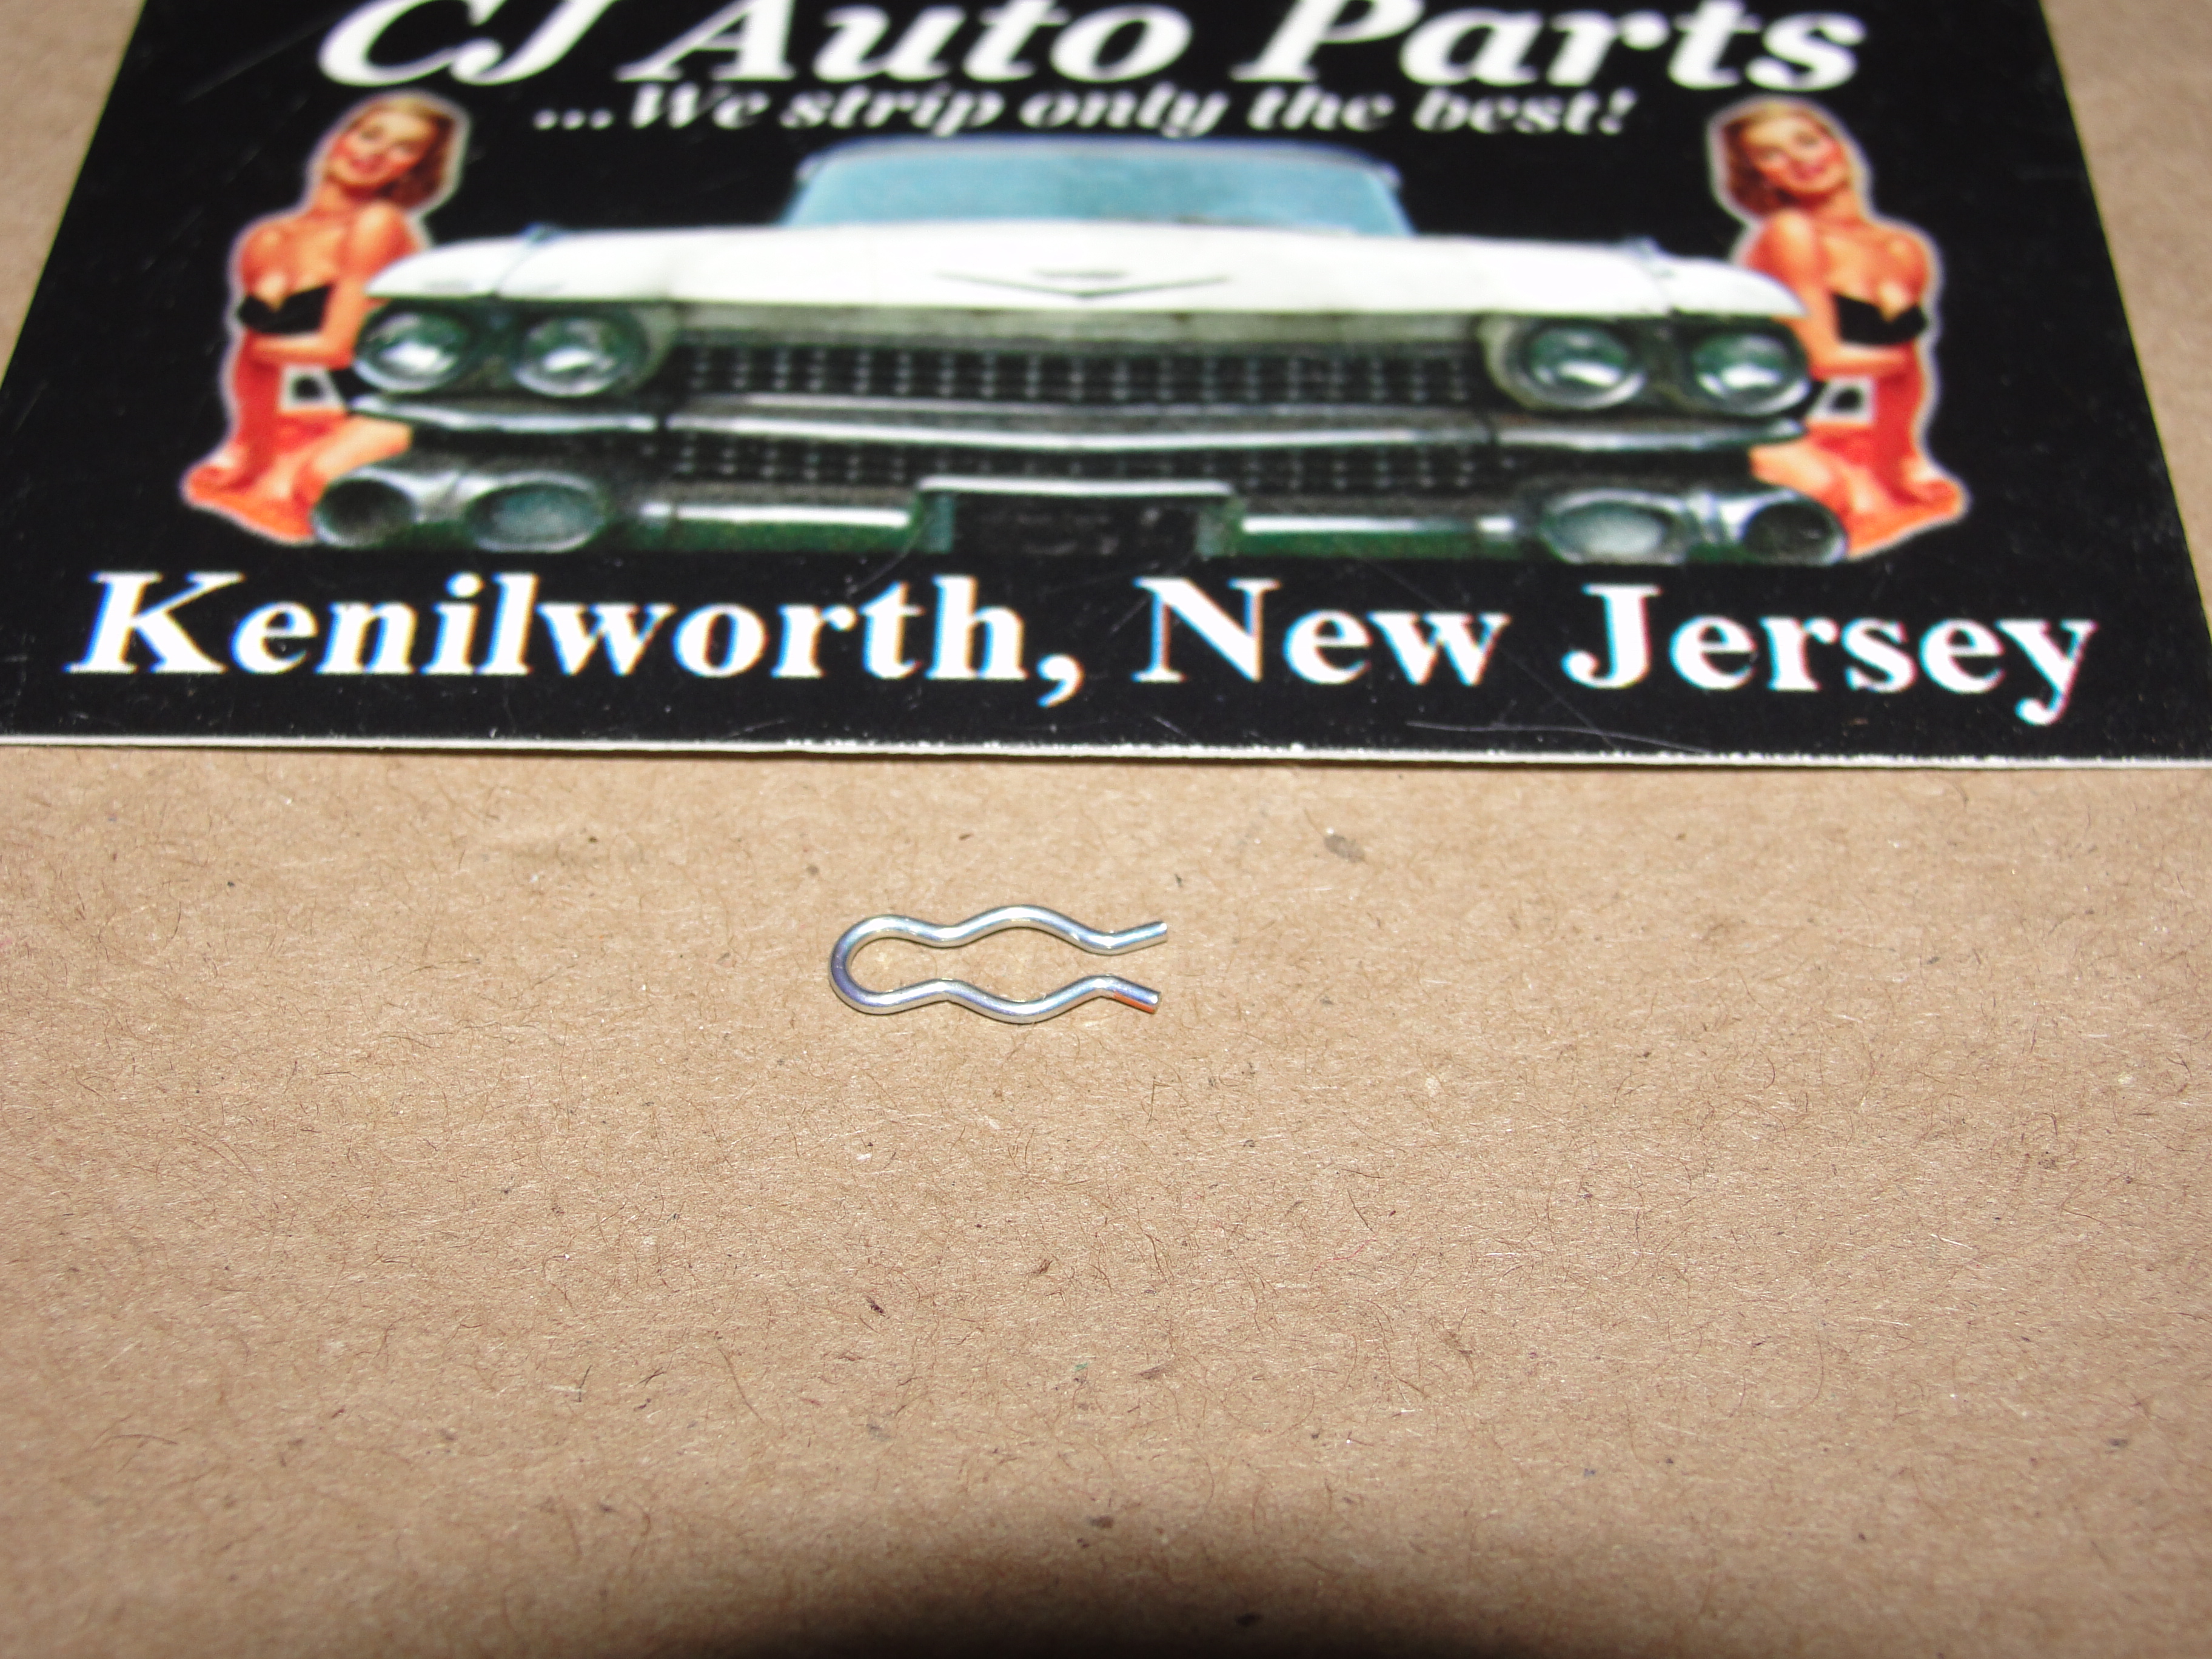 CJ Auto Parts
...We strip only the best!
Kenilworth, New Jersey